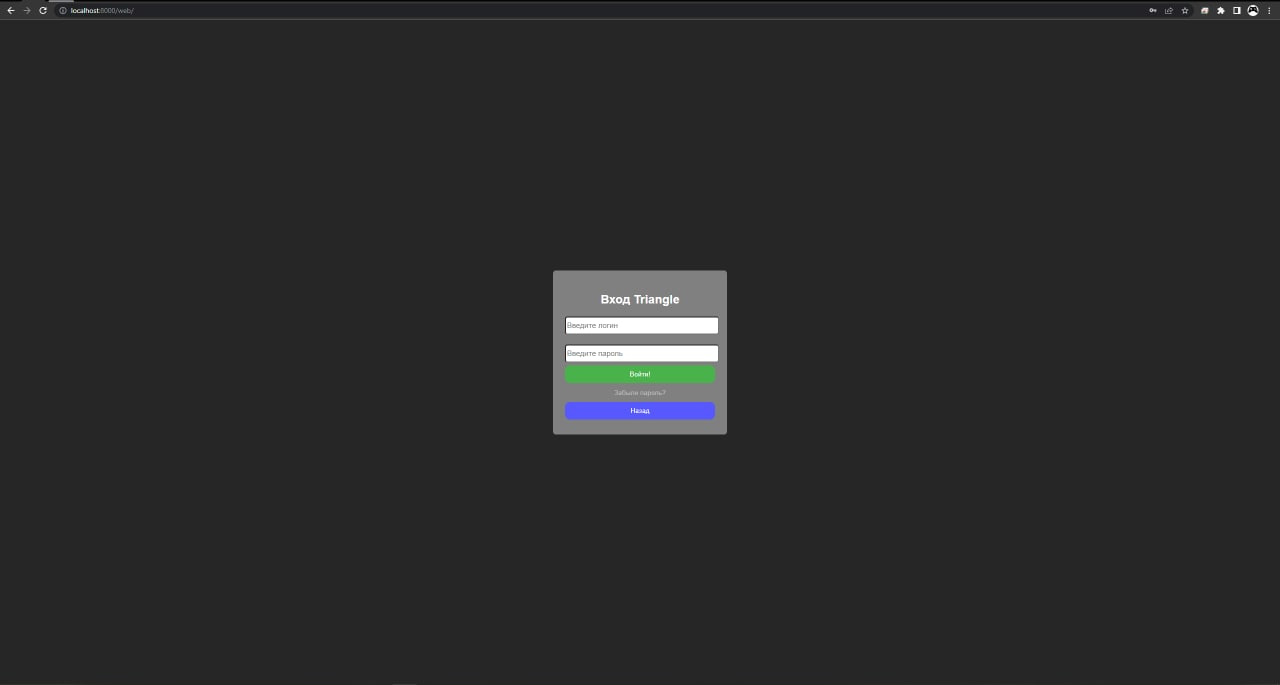 localhost:8000/web/
Вход Triangle
Введите логин
Введите пароль
Войти!
Забыли пароль?
Назад